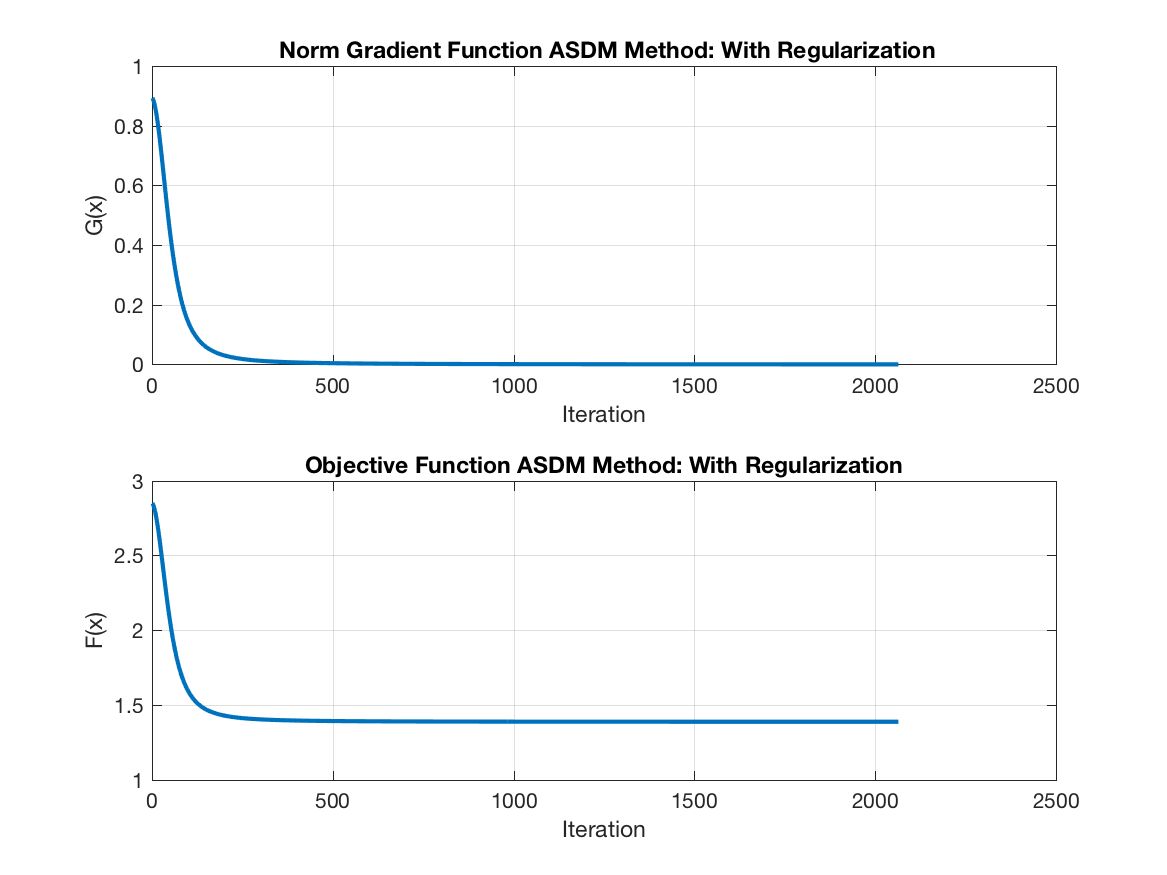 Norm Gradient Function ASDM Method: With Regularization
1
0.8
0.6
0.4
0.2
0
G(x)
0 500 1000 1500 2000 2500
Iteration
Objective Function ASDM Method: With Regularization
3
2.5
2
1.5
1
F(x)
0 500 1000 1500 2000 2500
Iteration